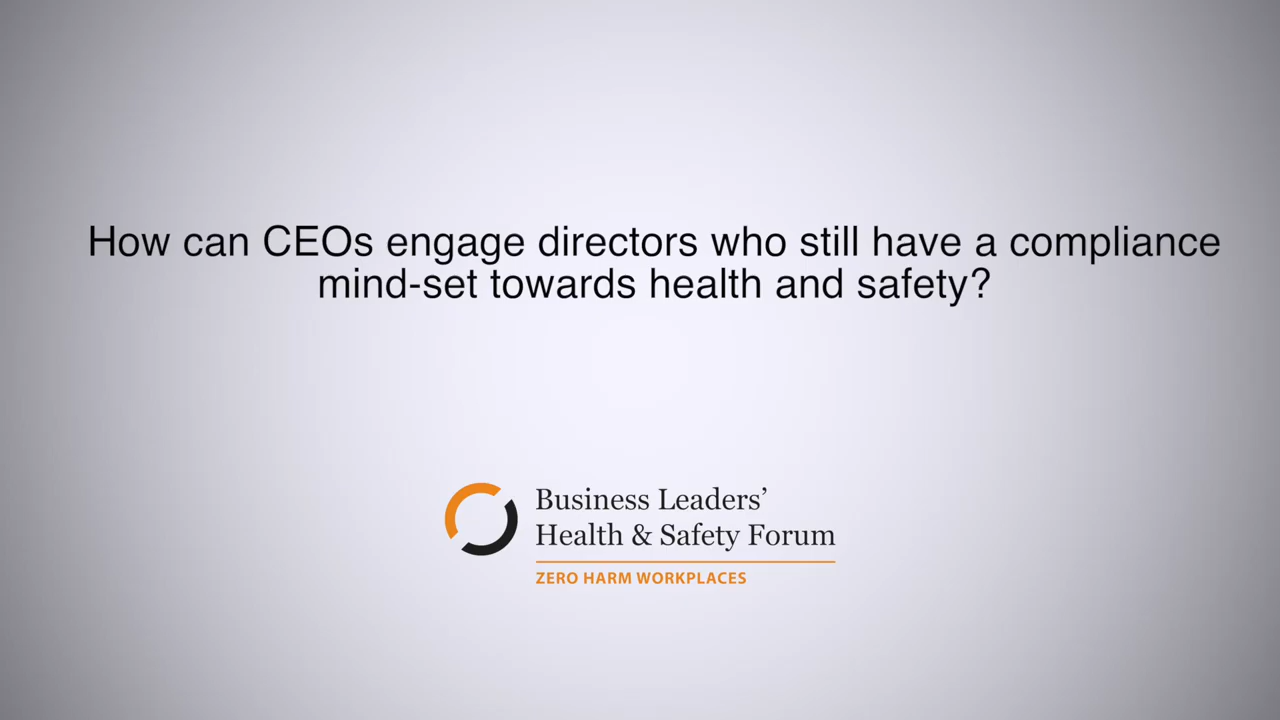 How can CEOs engage directors who still have a compliance
mind-set towards health and safety?
Business Leaders’
Health & Safety Forum
ZERO HARM WORKPLACES